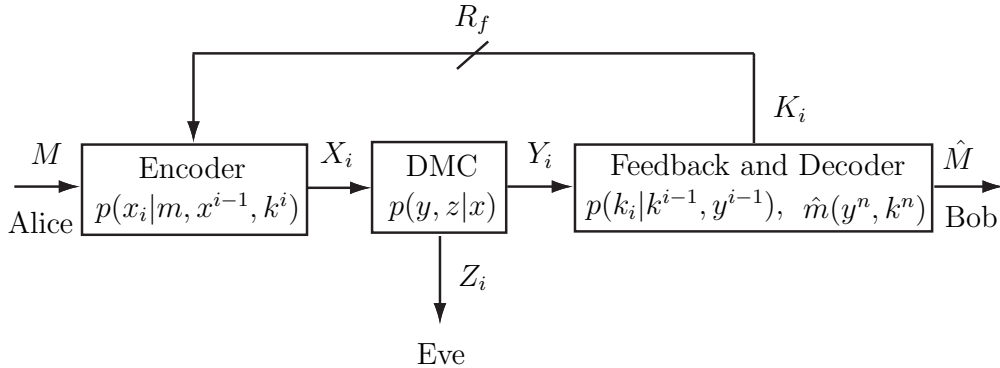 R_f
K_i
M
Encoder
p(x_i|m, x^{i−1}, k^i)
X_i
DMC
p(y, z|x)
Y_i
Feedback and Decoder
p(k_i|k^{i−1}, y^{i−1}), m̂(y^n, k^n)
M̂
Alice
Bob
Z_i
Eve